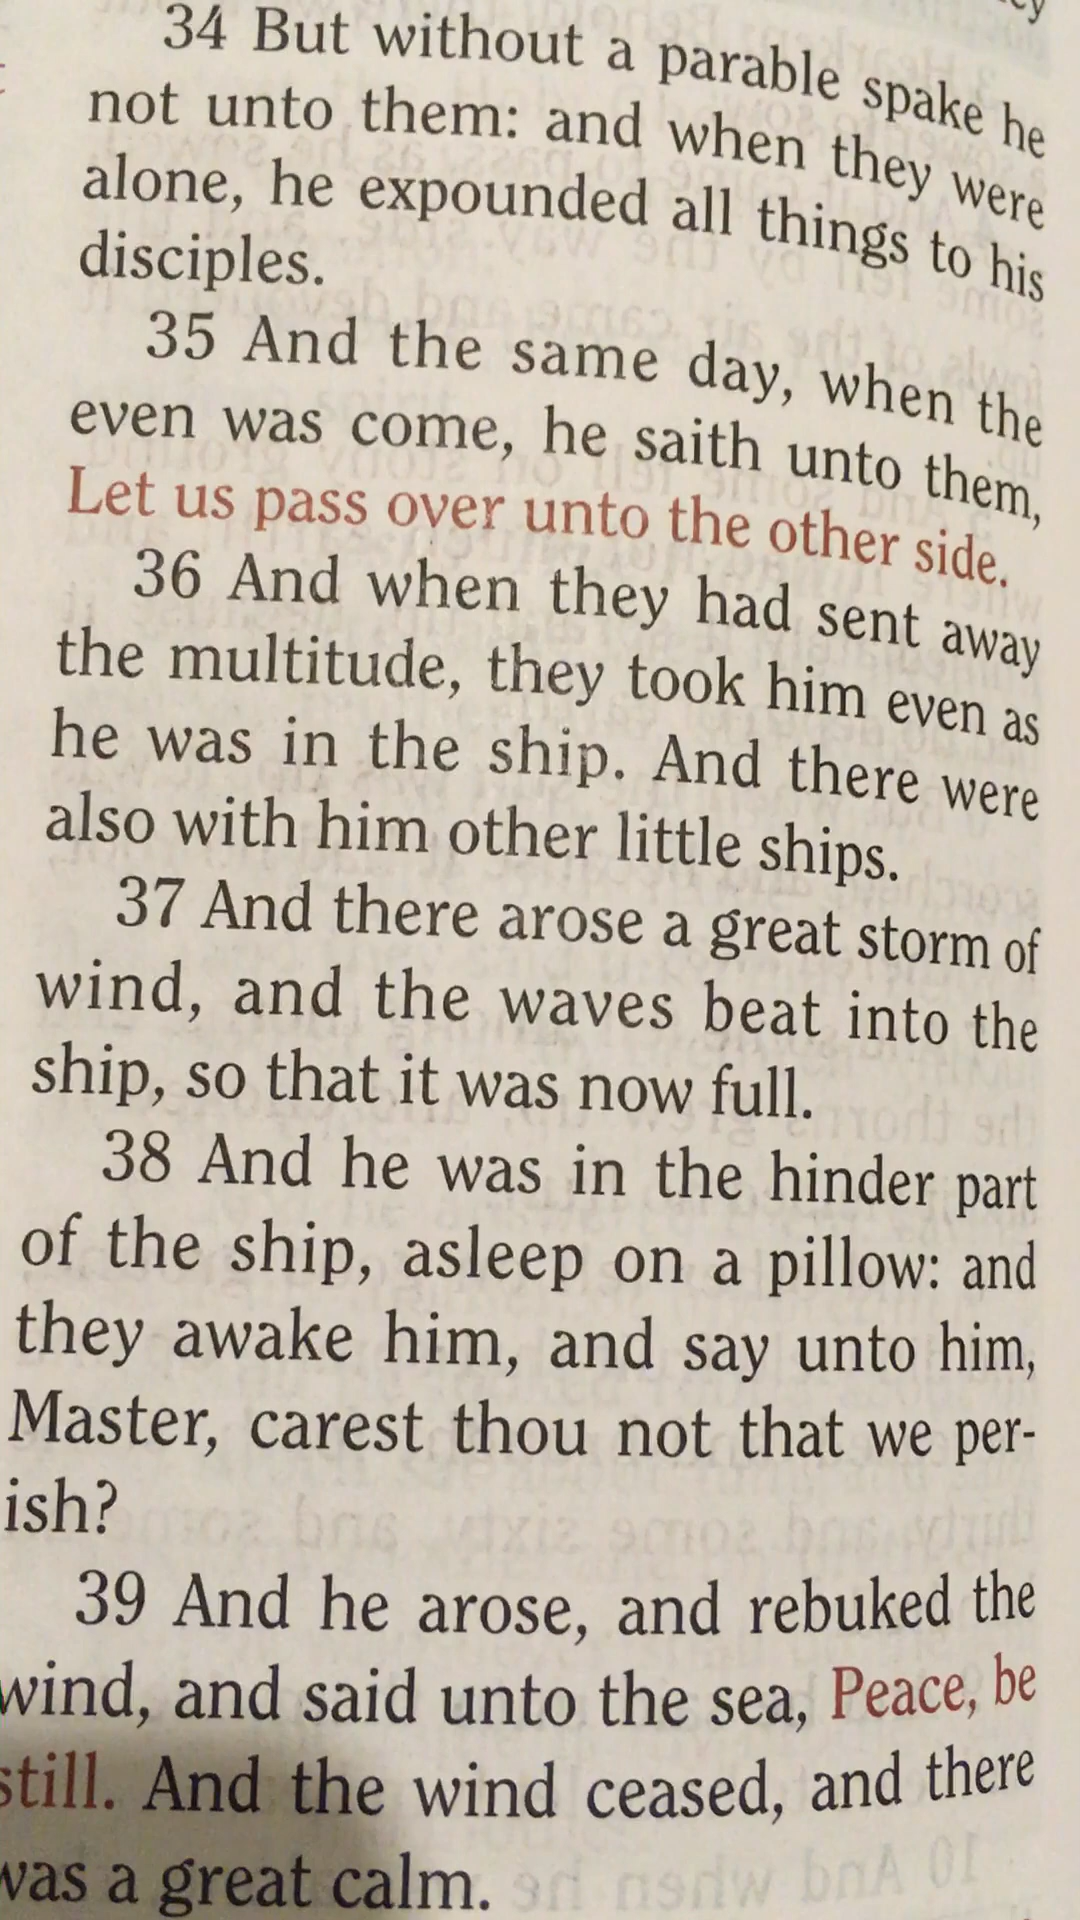 34 But without a parable spake he
not unto them: and when they were
alone, he expounded all things to his
disciples.
35 And the same day, when the
even was come, he saith unto them,
Let us pass over unto the other side.
36 And when they had sent away
the multitude, they took him even as
he was in the ship. And there were
also with him other little ships.
37 And there arose a great storm of
wind, and the waves beat into the
ship, so that it was now full.
38 And he was in the hinder part
of the ship, asleep on a pillow: and
they awake him, and say unto him,
Master, carest thou not that we per-
ish?
39 And he arose, and rebuked the
wind, and said unto the sea, Peace, be
still. And the wind ceased, and there
was a great calm.